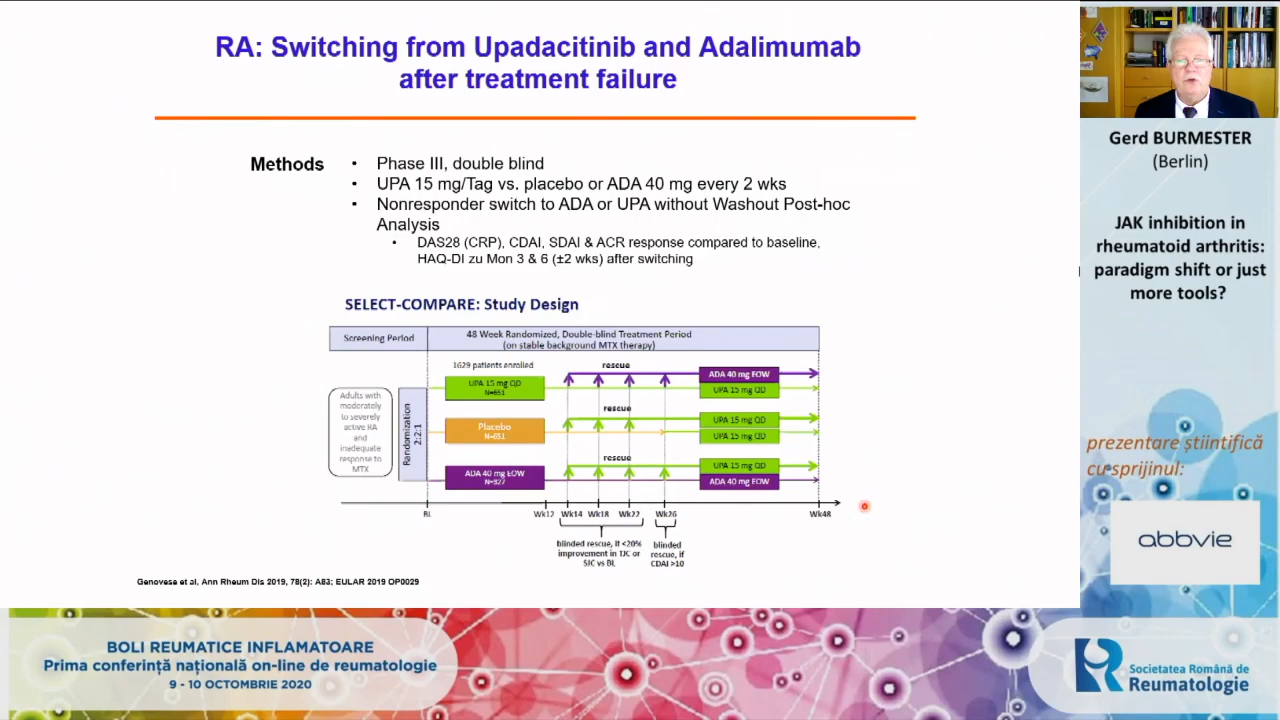 RA: Switching from Upadacitinib and Adalimumab
after treatment failure
Methods
• Phase III, double blind
• UPA 15 mg/Tag vs. placebo or ADA 40 mg every 2 wks
• Nonresponder switch to ADA or UPA without Washout Post-hoc
Analysis
• DAS28 (CRP), CDAI, SDAI & ACR response compared to baseline,
HAQ-DI zu Mon 3 & 6 (±2 wks) after switching
SELECT-COMPARE: Study Design
Screening Period
48 Week Randomized, Double-blind Treatment Period
(on stable background MTX therapy)
1629 patients enrolled
Adults with
moderately
to severely
active RA
and
inadequate
response to
MTX
Randomization
2:2:1
UPA 15 mg QD
N=651
rescue
ADA 40 mg EOW
UPA 15 mg QD
Placebo
N=651
rescue
UPA 15 mg QD
UPA 15 mg QD
ADA 40 mg EOW
N=327
rescue
UPA 15 mg QD
ADA 40 mg EOW
BL
Wk12
Wk14
Wk18
Wk22
Wk26
Wk48
blinded rescue, if <20%
improvement in TJC or
SJC vs BL
blinded
rescue, if
CDAI >10
Genovese et al, Ann Rheum Dis 2019, 78(2): A83; EULAR 2019 OP0029
Gerd BURMESTER
(Berlin)
JAK inhibition in
rheumatoid arthritis:
paradigm shift or just
more tools?
prezentare științifică
cu sprijinul:
abbvie
BOLI REUMATICE INFLAMATOARE
Prima conferință națională on-line de reumatologie
9 - 10 OCTOMBRIE 2020
Societatea Română de
Reumatologie